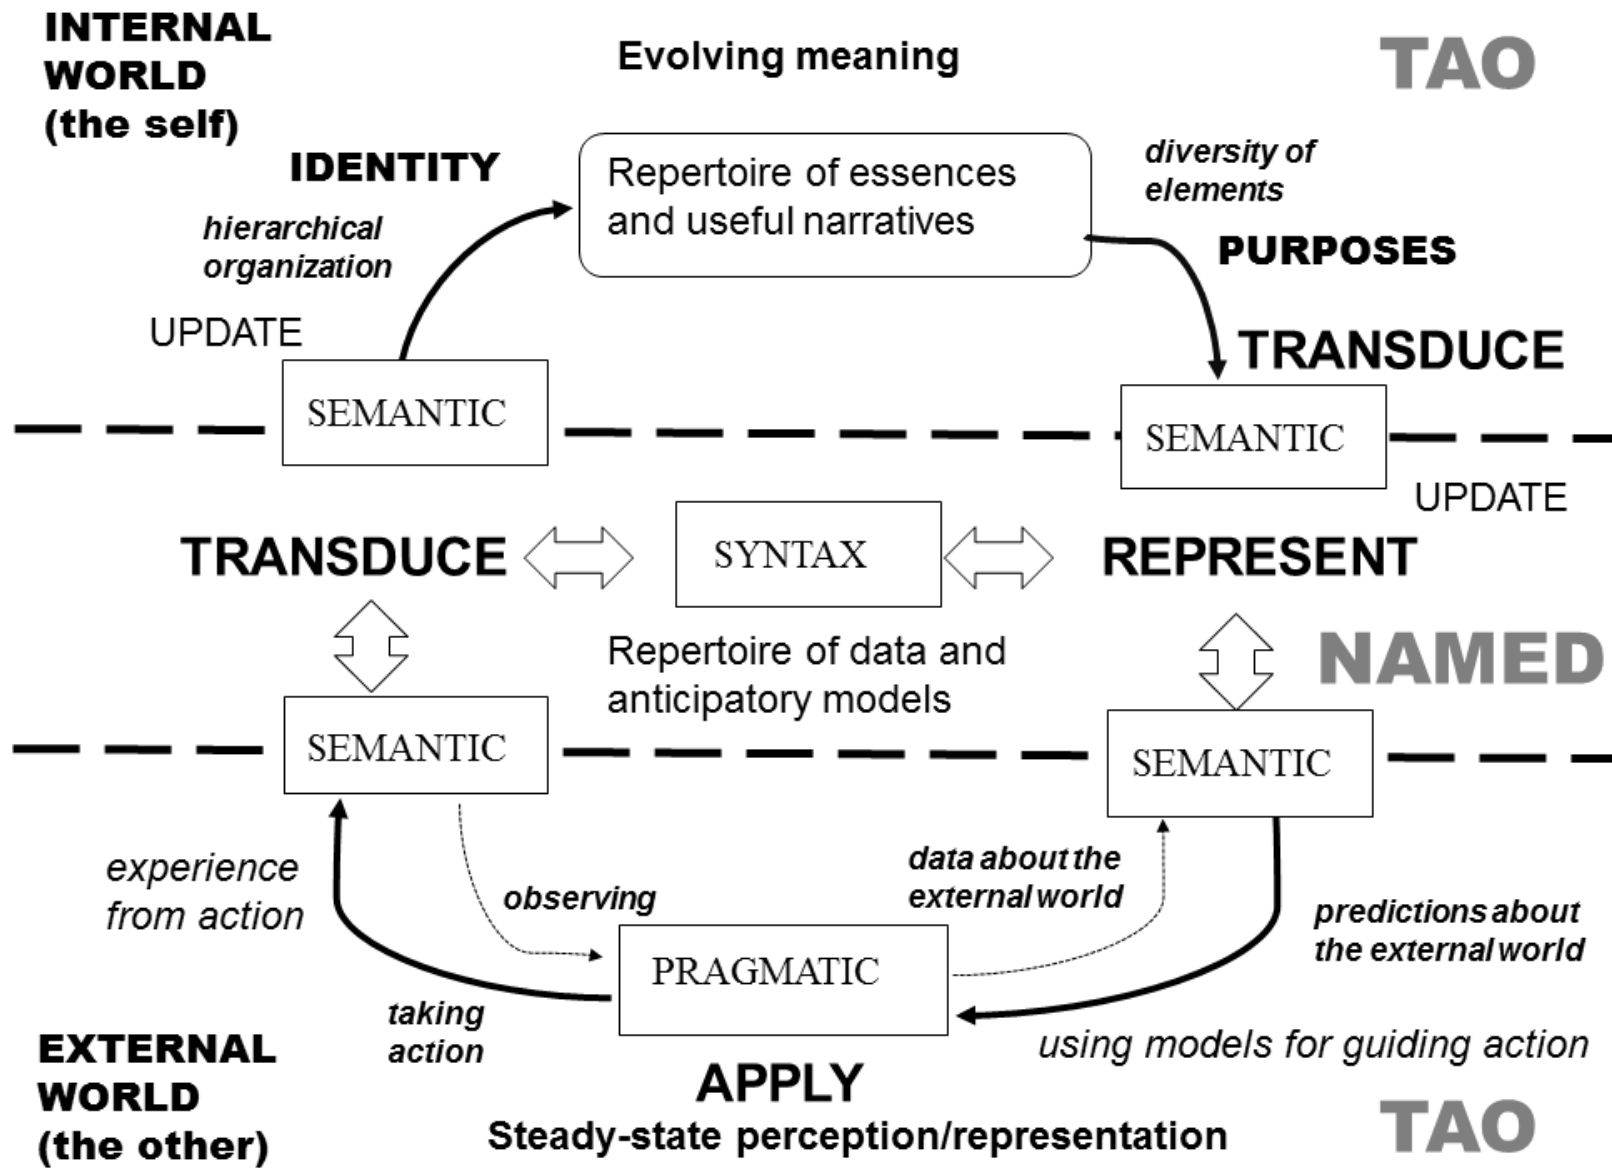 INTERNAL
WORLD
(the self)
Evolving meaning
TAO
IDENTITY
Repertoire of essences
and useful narratives
diversity of
elements
hierarchical
organization
PURPOSES
UPDATE
TRANSDUCE
SEMANTIC
SEMANTIC
UPDATE
TRANSDUCE
SYNTAX
REPRESENT
Repertoire of data and
anticipatory models
NAMED
SEMANTIC
SEMANTIC
experience
from action
observing
data about the
external world
predictions about
the external world
PRAGMATIC
taking
action
using models for guiding action
EXTERNAL
WORLD
(the other)
APPLY
Steady-state perception/representation
TAO